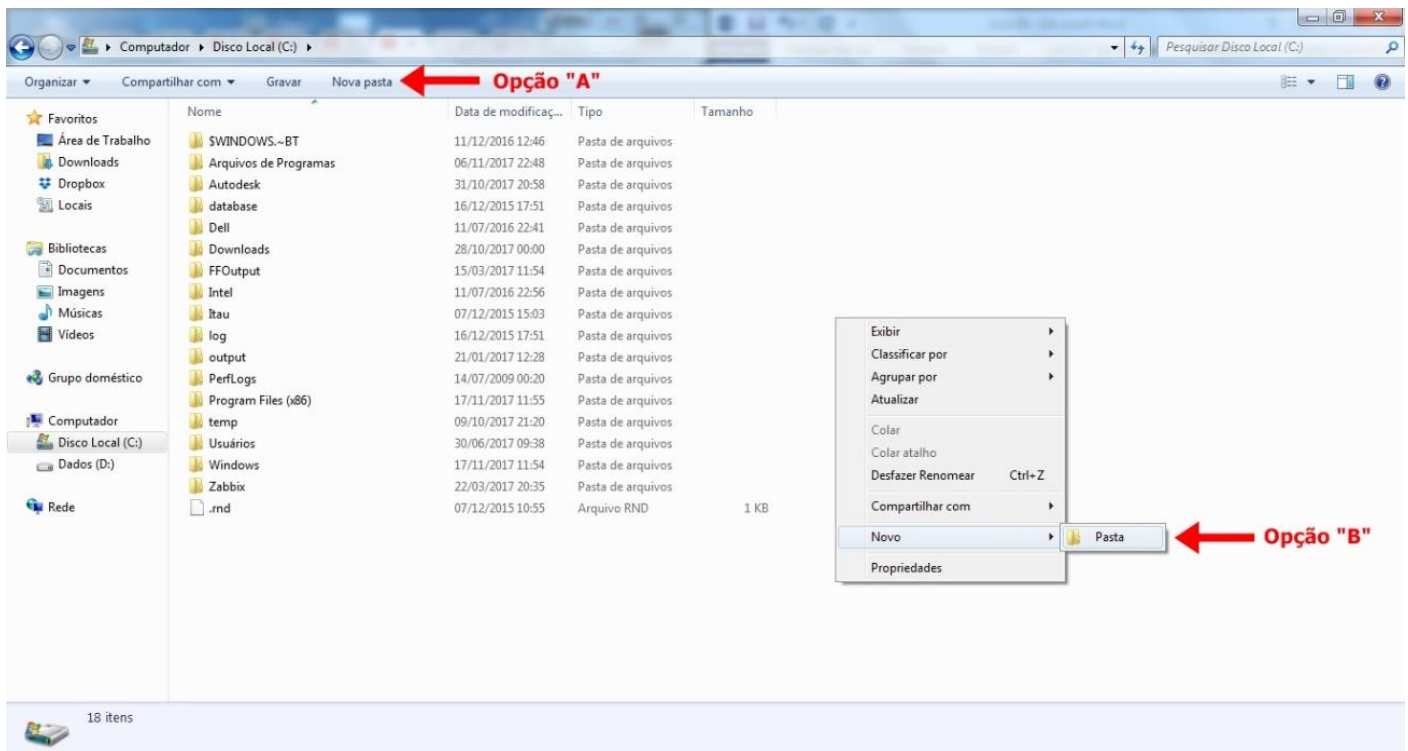 Computador Disco Local (C:)
Pesquisar Disco Local (C:)
Organizar Compartilhar com Gravar Nova pasta Opção "A"
Nome Data de modificaç... Tipo Tamanho
Favoritos
Área de Trabalho
Downloads
Dropbox
Locais
Bibliotecas
Documentos
Imagens
Músicas
Vídeos
Grupo doméstico
Computador
Disco Local (C:)
Dados (D:)
Rede
$WINDOWS.~BT 11/12/2016 12:46 Pasta de arquivos
Arquivos de Programas 06/11/2017 22:48 Pasta de arquivos
Autodesk 31/10/2017 20:58 Pasta de arquivos
database 16/12/2015 17:51 Pasta de arquivos
Dell 11/07/2016 22:41 Pasta de arquivos
Downloads 28/10/2017 00:00 Pasta de arquivos
FFOutput 15/03/2017 11:54 Pasta de arquivos
Intel 11/07/2016 22:56 Pasta de arquivos
Itau 07/12/2015 15:03 Pasta de arquivos
log 16/12/2015 17:51 Pasta de arquivos
output 21/01/2017 12:28 Pasta de arquivos
PerfLogs 14/07/2009 00:20 Pasta de arquivos
Program Files (x86) 17/11/2017 11:55 Pasta de arquivos
temp 09/10/2017 21:20 Pasta de arquivos
Usuários 30/06/2017 09:38 Pasta de arquivos
Windows 17/11/2017 11:54 Pasta de arquivos
Zabbix 22/03/2017 20:35 Pasta de arquivos
.rnd 07/12/2015 10:55 Arquivo RND 1 KB
Exibir
Classificar por
Agrupar por
Atualizar
Colar
Colar atalho
Desfazer Renomear Ctrl+Z
Compartilhar com
Novo Pasta Opção "B"
Propriedades
18 itens